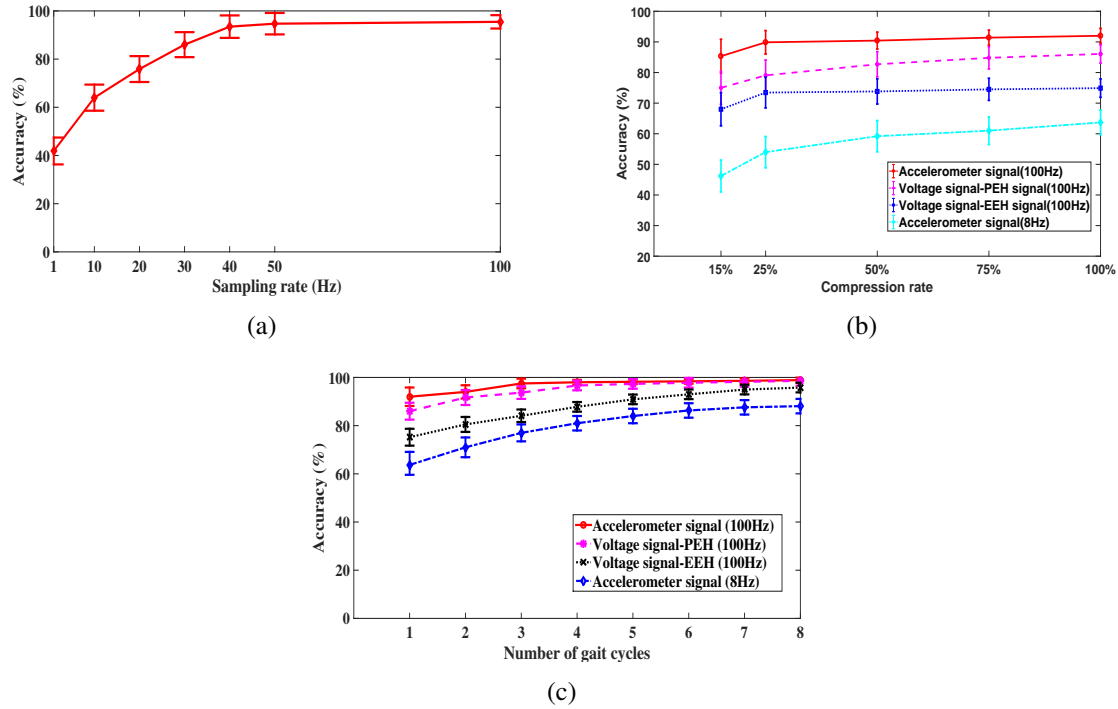 100
80
60
40
20
0
Accuracy (%)
1 10 20 30 40 50 100
Sampling rate (Hz)
(a)
100
90
80
70
60
50
40
30
20
Accuracy (%)
Accelerometer signal(100Hz)
Voltage signal-PEH signal(100Hz)
Voltage signal-EEH signal(100Hz)
Accelerometer signal(8Hz)
15% 25% 50% 75% 100%
Compression rate
(b)
100
80
60
40
20
0
Accuracy (%)
Accelerometer signal (100Hz)
Voltage signal-PEH (100Hz)
Voltage signal-EEH (100Hz)
Accelerometer signal (8Hz)
1 2 3 4 5 6 7 8
Number of gait cycles
(c)